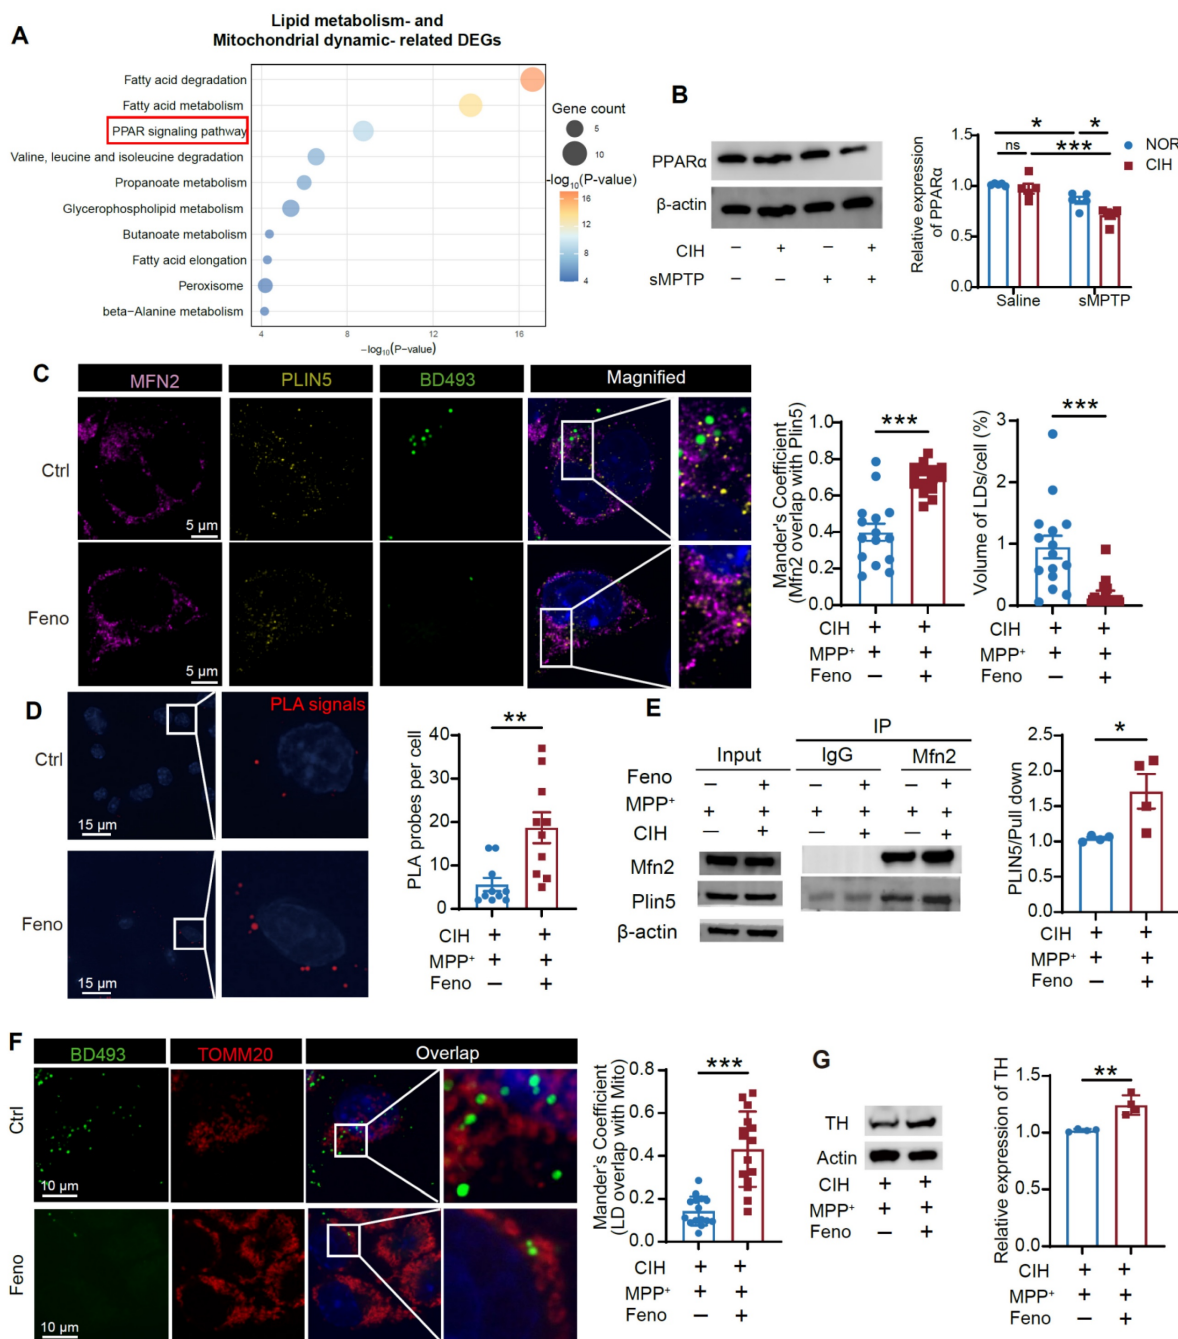 A
Lipid metabolism- and
Mitochondrial dynamic- related DEGs
Fatty acid degradation
Fatty acid metabolism
PPAR signaling pathway
Valine, leucine and isoleucine degradation
Propanoate metabolism
Glycerophospholipid metabolism
Butanoate metabolism
Fatty acid elongation
Peroxisome
beta−Alanine metabolism
4 8 12 16
−log10(P−value)
Gene count
5
10
-log10(P−value)
16
12
8
4
B
PPARα
β-actin
CIH − + − +
sMPTP − − + +
Relative expression
of PPARα
1.5
1.0
0.5
0.0
* *
ns ***
NOR
CIH
Saline sMPTP
C
MFN2 PLIN5 BD493 Magnified
Ctrl
5 μm
Feno
5 μm
Mander's Coefficient
(Mfn2 overlap with Plin5)
1.0
0.8
0.6
0.4
0.2
0.0
***
CIH + +
MPP+ + +
Feno − +
Volume of LDs/cell (%)
3
2
1
0
***
CIH + +
MPP+ + +
Feno − +
D
PLA signals
Ctrl
15 μm
Feno
15 μm
PLA probes per cell
40
30
20
10
0
**
CIH + +
MPP+ + +
Feno − +
E
IP
Input IgG Mfn2
Feno − + − + − +
MPP+ + + + + + +
CIH − + − + − +
Mfn2
Plin5
β-actin
PLIN5/Pull down
2.5
2.0
1.5
1.0
0.5
0.0
*
CIH + +
MPP+ + +
Feno − +
F
BD493 TOMM20 Overlap
Ctrl
10 μm
Feno
10 μm
Mander's Coefficient
(LD overlap with Mito)
0.8
0.6
0.4
0.2
0.0
***
CIH + +
MPP+ + +
Feno − +
G
TH
Actin
CIH + +
MPP+ + +
Feno − +
Relative expression of TH
1.5
1.0
0.5
0.0
**
CIH + +
MPP+ + +
Feno − +